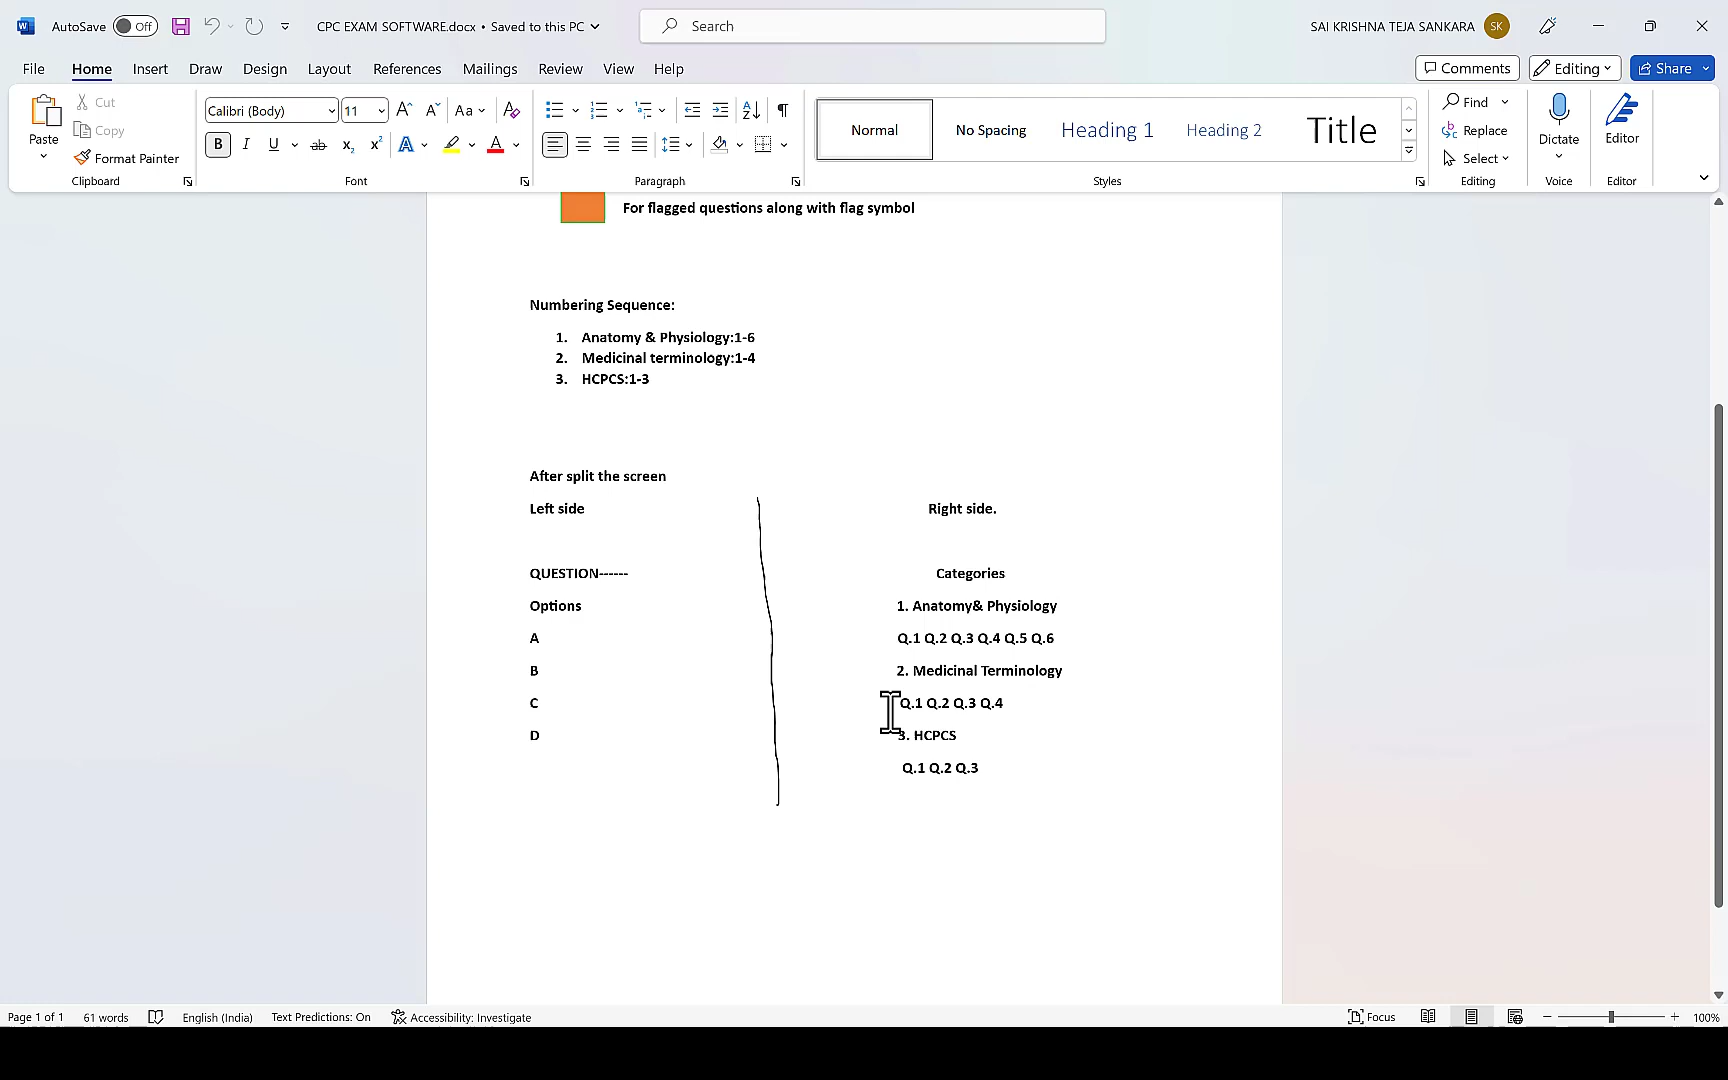 AutoSave Off CPC EXAM SOFTWARE.docx • Saved to this PC Search SAI KRISHNA TEJA SANKARA SK
File Home Insert Draw Design Layout References Mailings Review View Help Comments Editing Share
Paste Cut Copy Format Painter Clipboard
Calibri (Body) 11 Font
Paragraph
Normal No Spacing Heading 1 Heading 2 Title Styles
Find Replace Select Editing
Dictate Voice
Editor Editor
For flagged questions along with flag symbol
Numbering Sequence:
1. Anatomy & Physiology:1-6
2. Medicinal terminology:1-4
3. HCPCS:1-3
After split the screen
Left side Right side.
QUESTION------ Categories
Options 1. Anatomy& Physiology
A Q.1 Q.2 Q.3 Q.4 Q.5 Q.6
B 2. Medicinal Terminology
C Q.1 Q.2 Q.3 Q.4
D 3. HCPCS
Q.1 Q.2 Q.3
Page 1 of 1 61 words English (India) Text Predictions: On Accessibility: Investigate Focus 100%